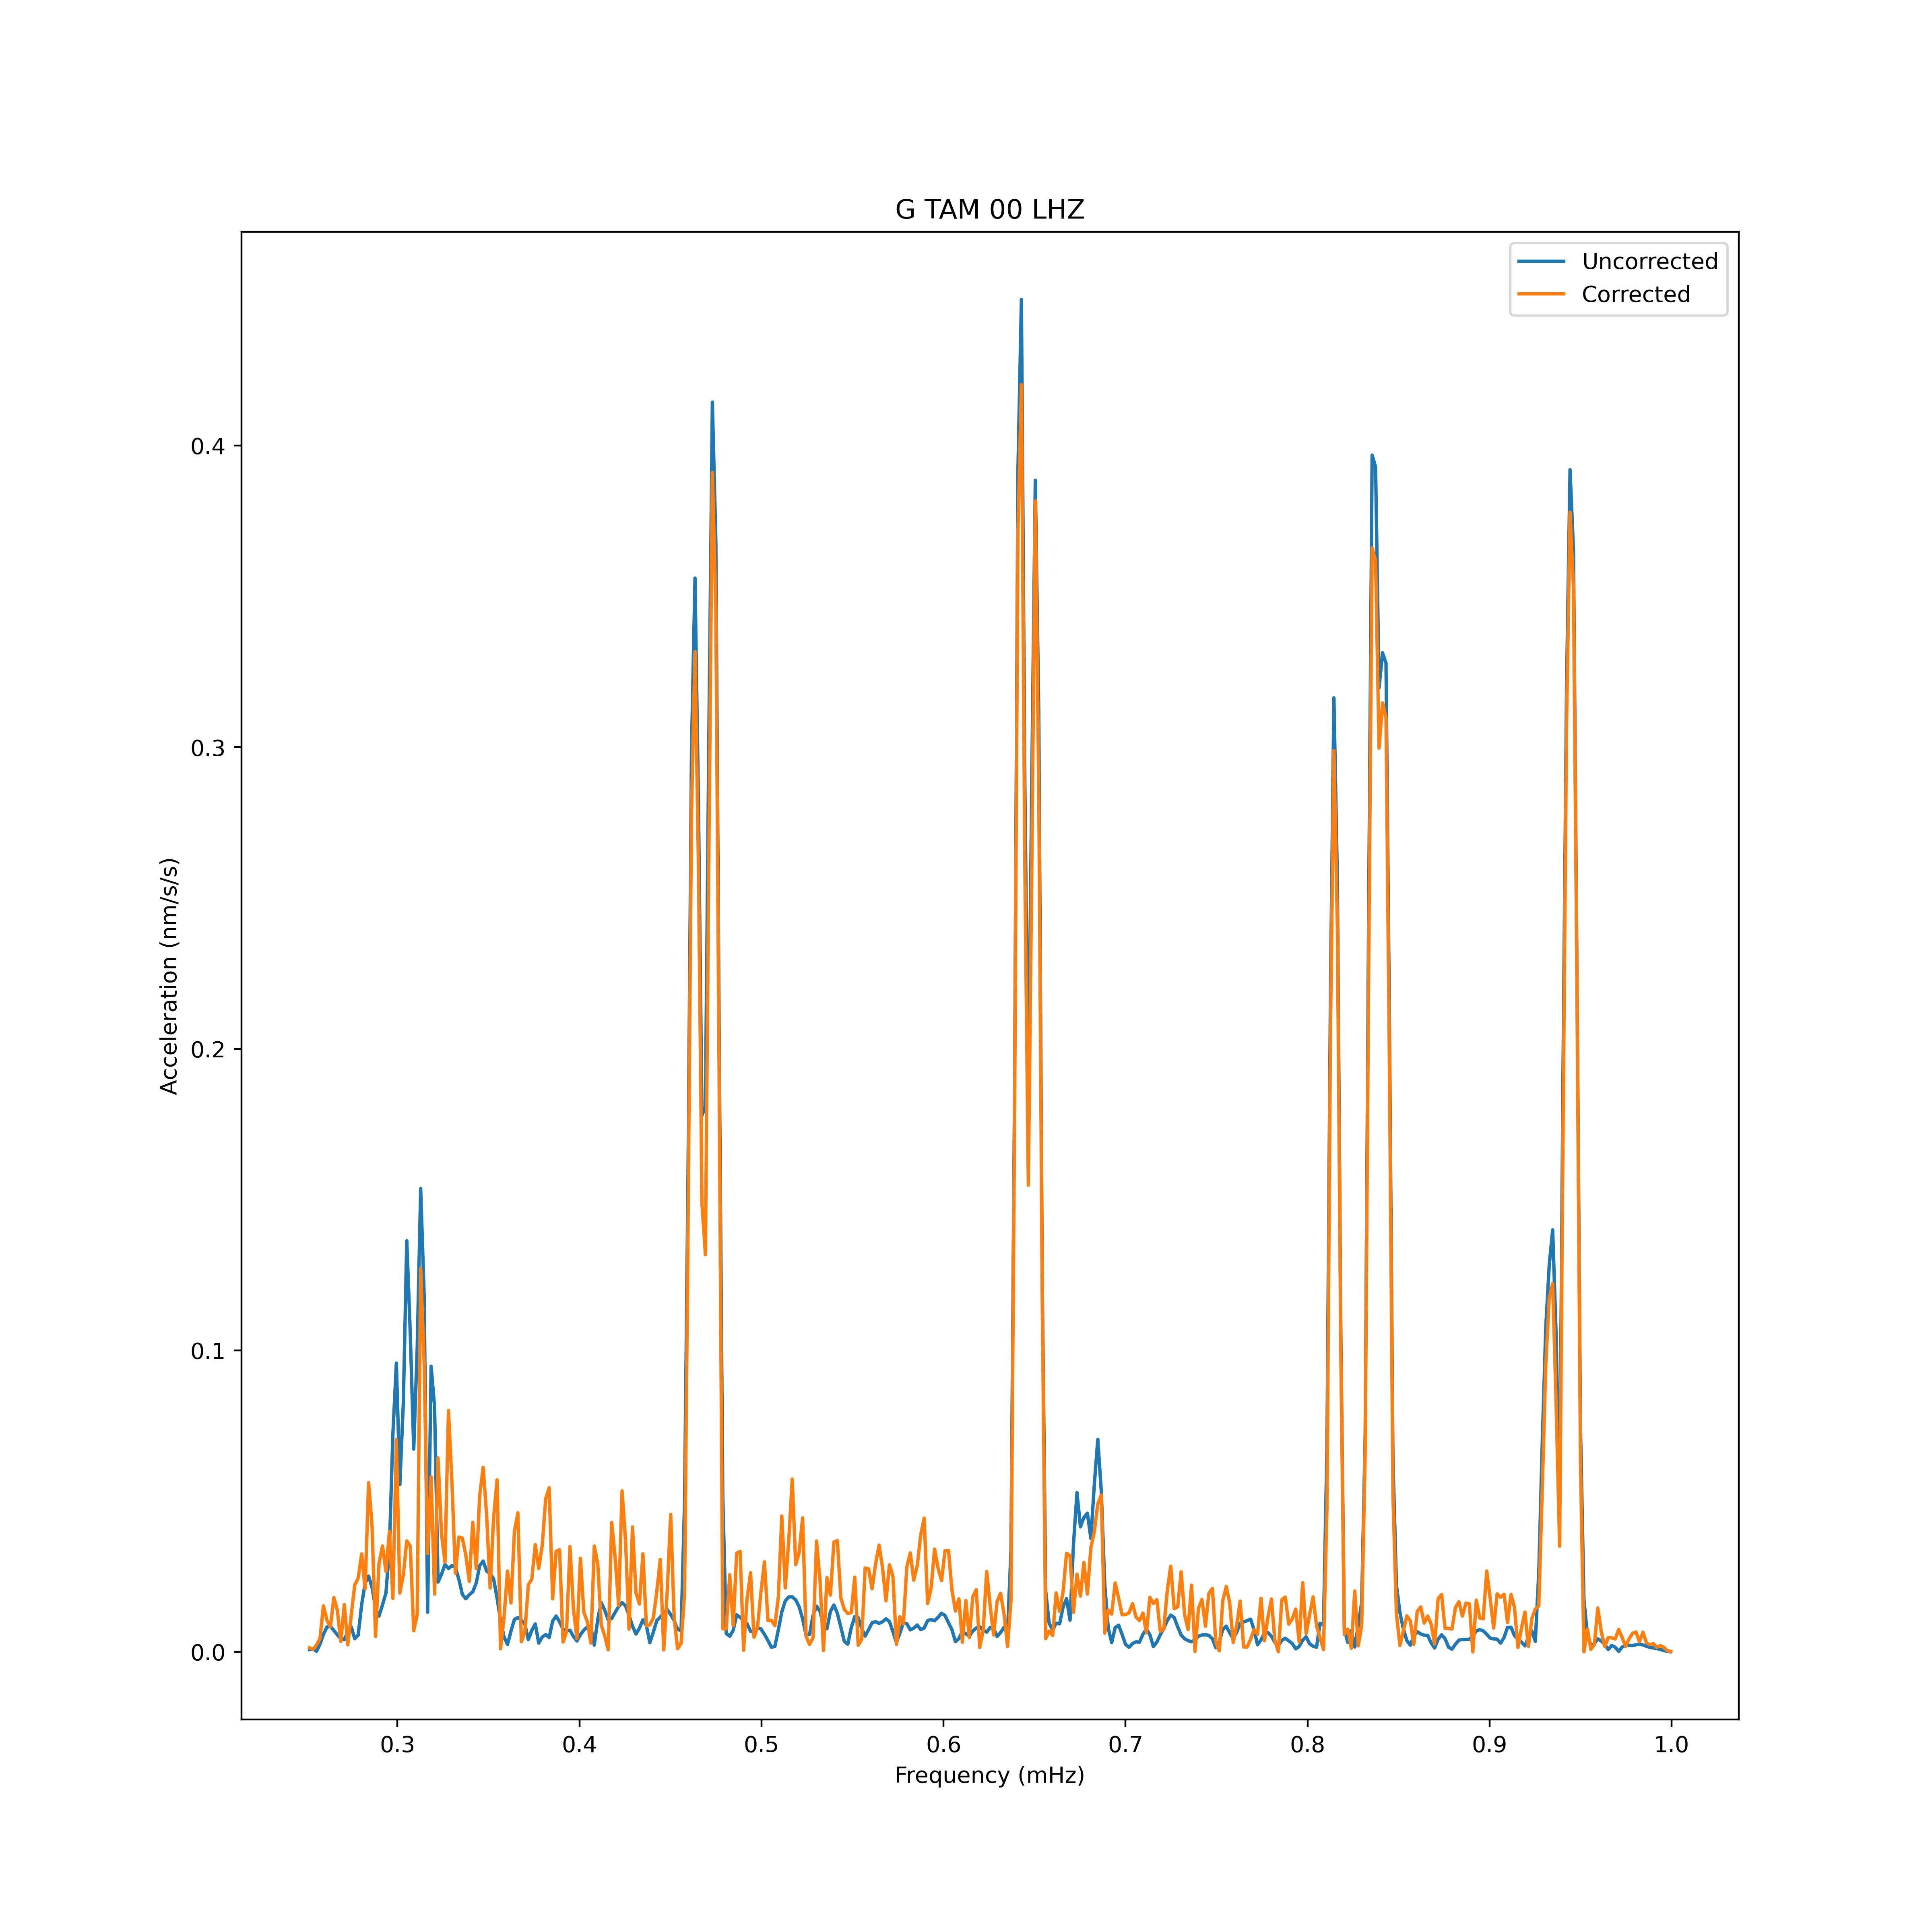 G TAM 00 LHZ
Uncorrected
Corrected
0.4
0.3
0.2
0.1
0.0
Acceleration (nm/s/s)
0.3 0.4 0.5 0.6 0.7 0.8 0.9 1.0
Frequency (mHz)